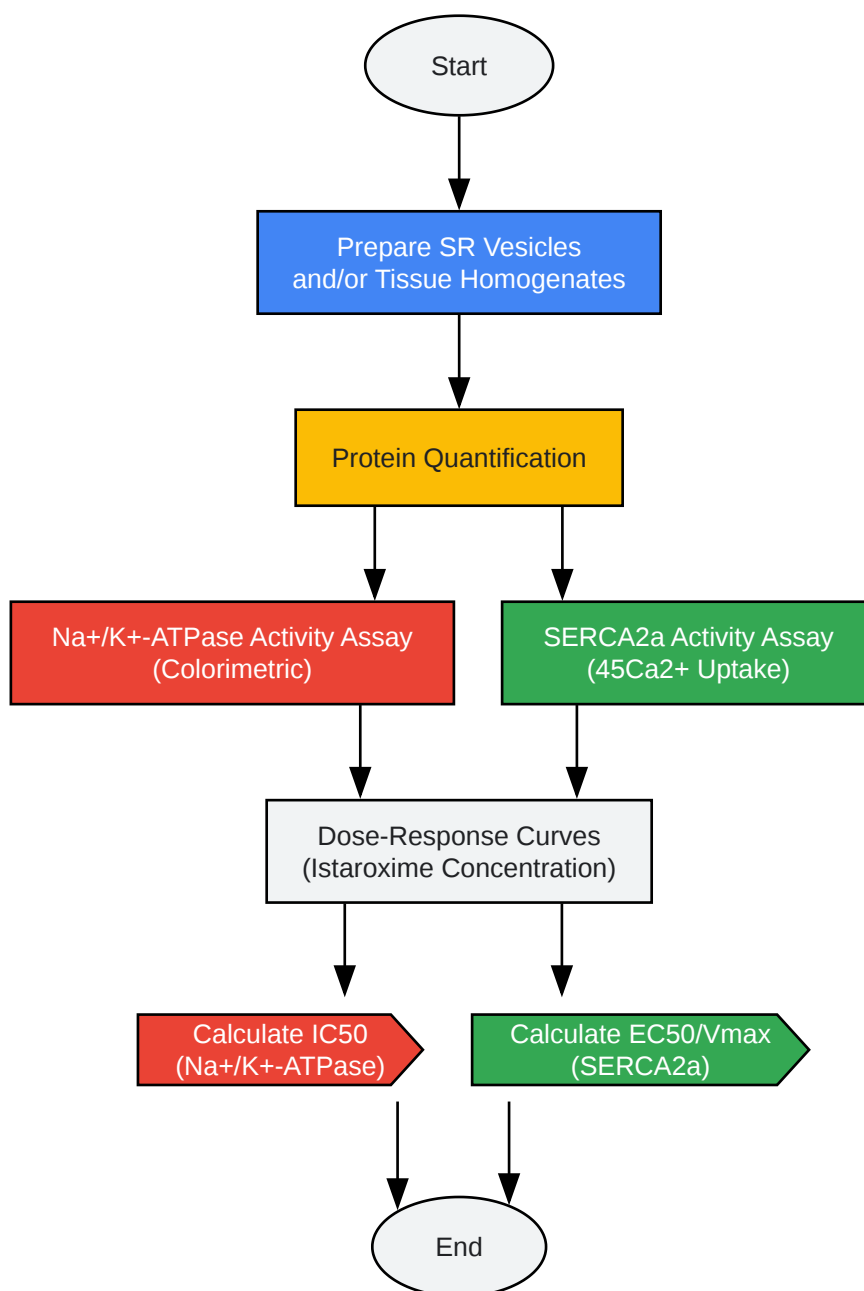 Start
Prepare SR Vesicles
and/or Tissue Homogenates
Protein Quantification
Na+/K+-ATPase Activity Assay
(Colorimetric)
SERCA2a Activity Assay
(45Ca2+ Uptake)
Dose-Response Curves
(Istaroxime Concentration)
Calculate IC50
(Na+/K+-ATPase)
Calculate EC50/Vmax
(SERCA2a)
End